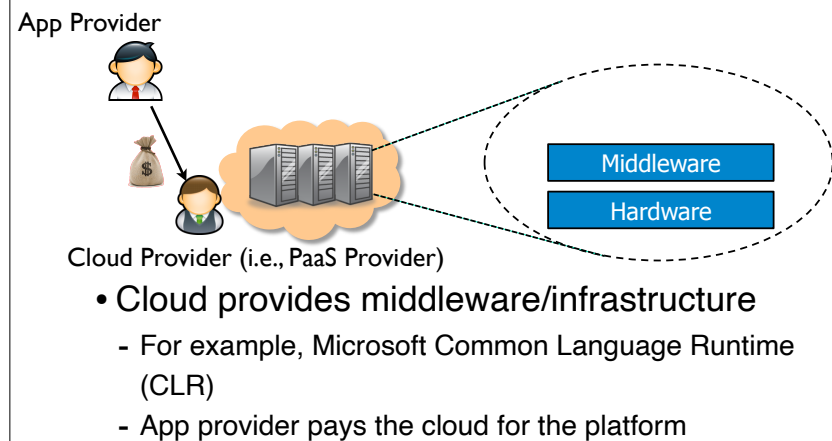 App Provider
$
Middleware
Hardware
Cloud Provider (i.e., PaaS Provider)
• Cloud provides middleware/infrastructure
- For example, Microsoft Common Language Runtime
(CLR)
- App provider pays the cloud for the platform